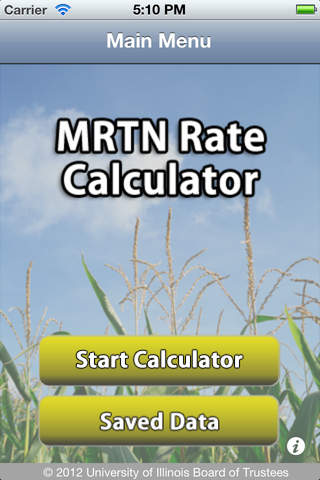 Carrier 5:10 PM
Main Menu
MRTN Rate
Calculator
Start Calculator
Saved Data
i
© 2012 University of Illinois Board of Trustees